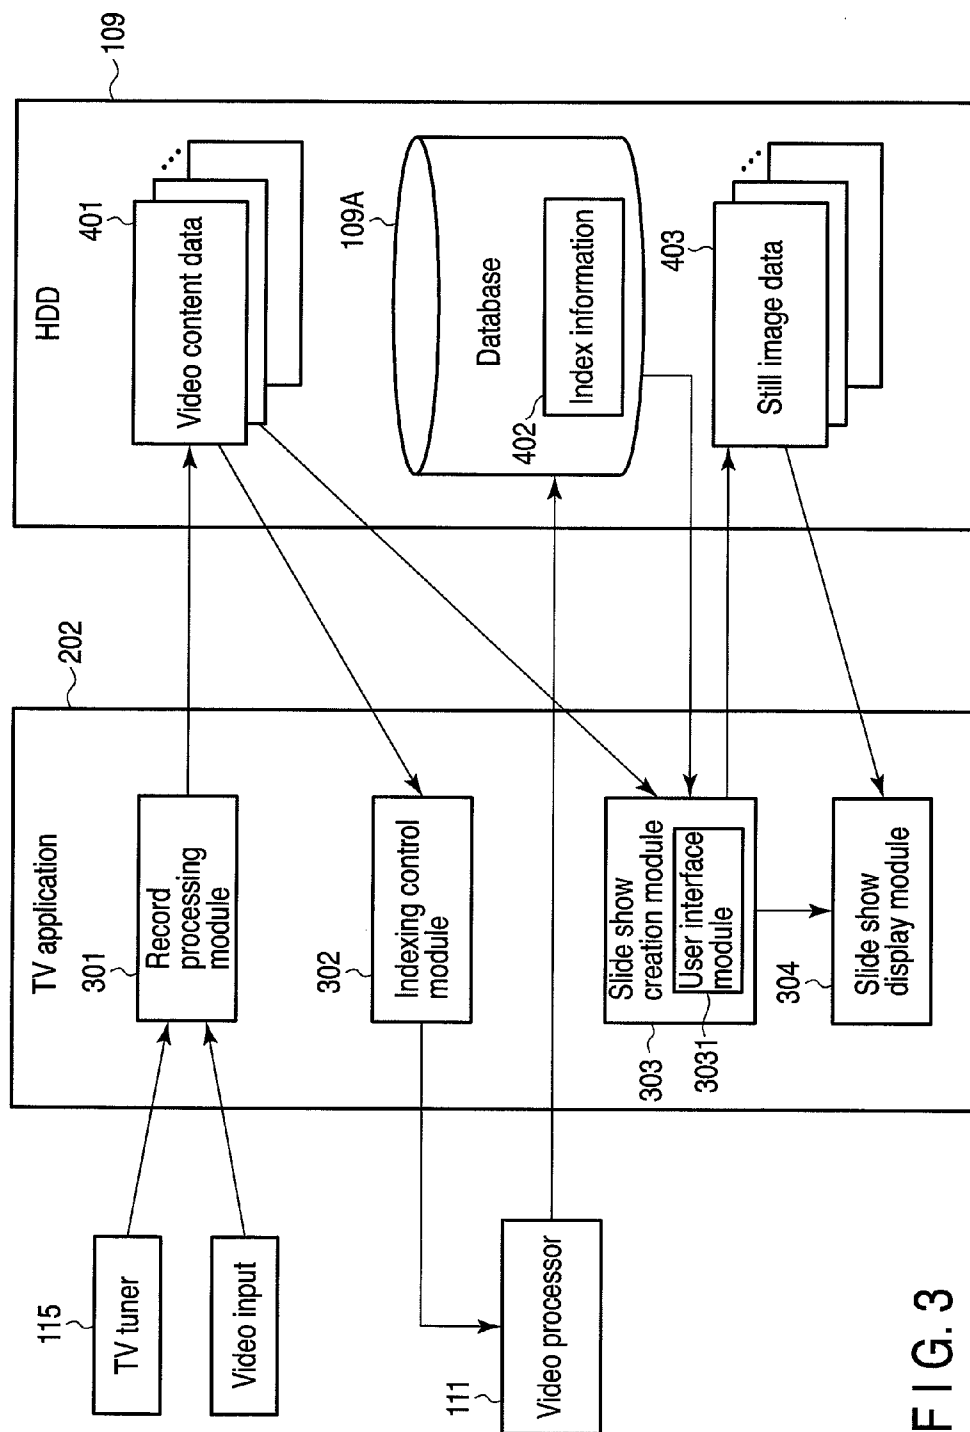 109
HDD
401
Video content data
109A
Database
402
Index information
403
Still image data
202
TV application
301
Record
processing
module
302
Indexing control
module
303
Slide show
creation module
3031
User interface
module
304
Slide show
display module
115
TV tuner
Video input
111
Video processor
FIG. 3